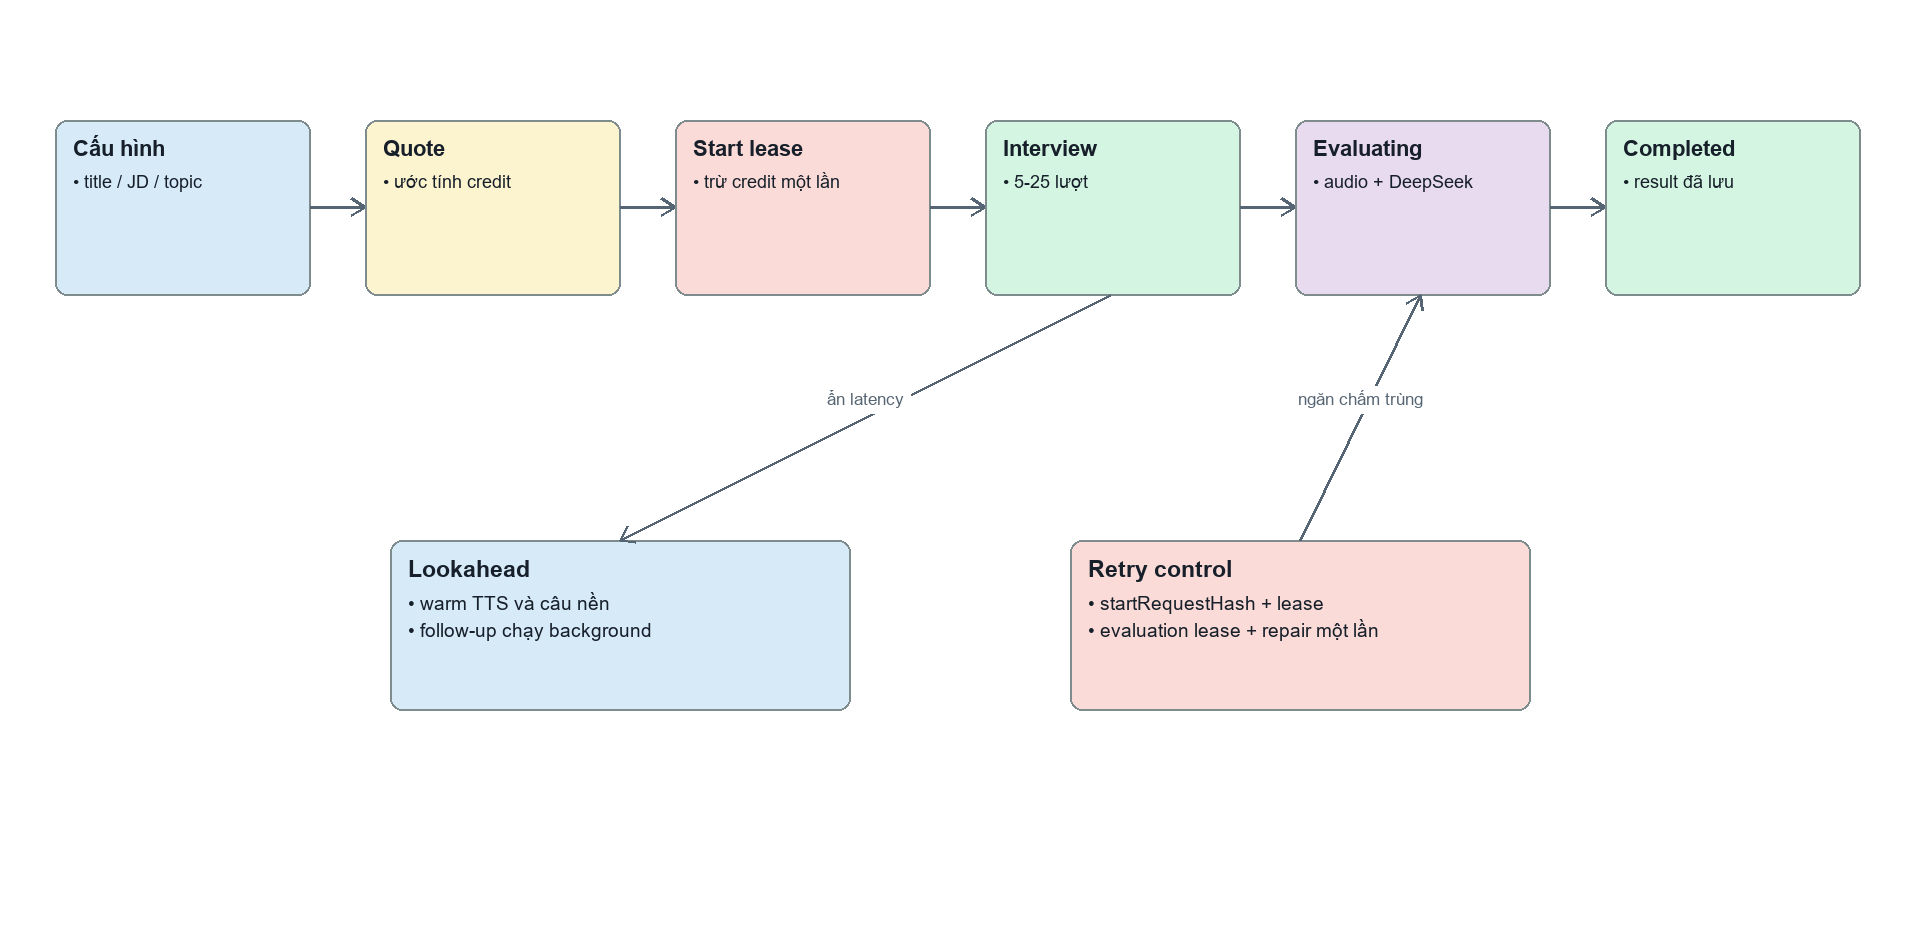 Cấu hình
• title / JD / topic
Quote
• ước tính credit
Start lease
• trừ credit một lần
Interview
• 5-25 lượt
Evaluating
• audio + DeepSeek
Completed
• result đã lưu
ẩn latency
ngăn chấm trùng
Lookahead
• warm TTS và câu nền
• follow-up chạy background
Retry control
• startRequestHash + lease
• evaluation lease + repair một lần